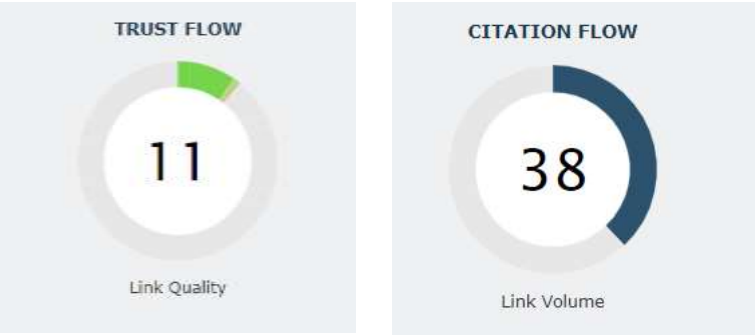 TRUST FLOW
11
Link Quality
CITATION FLOW
38
Link Volume